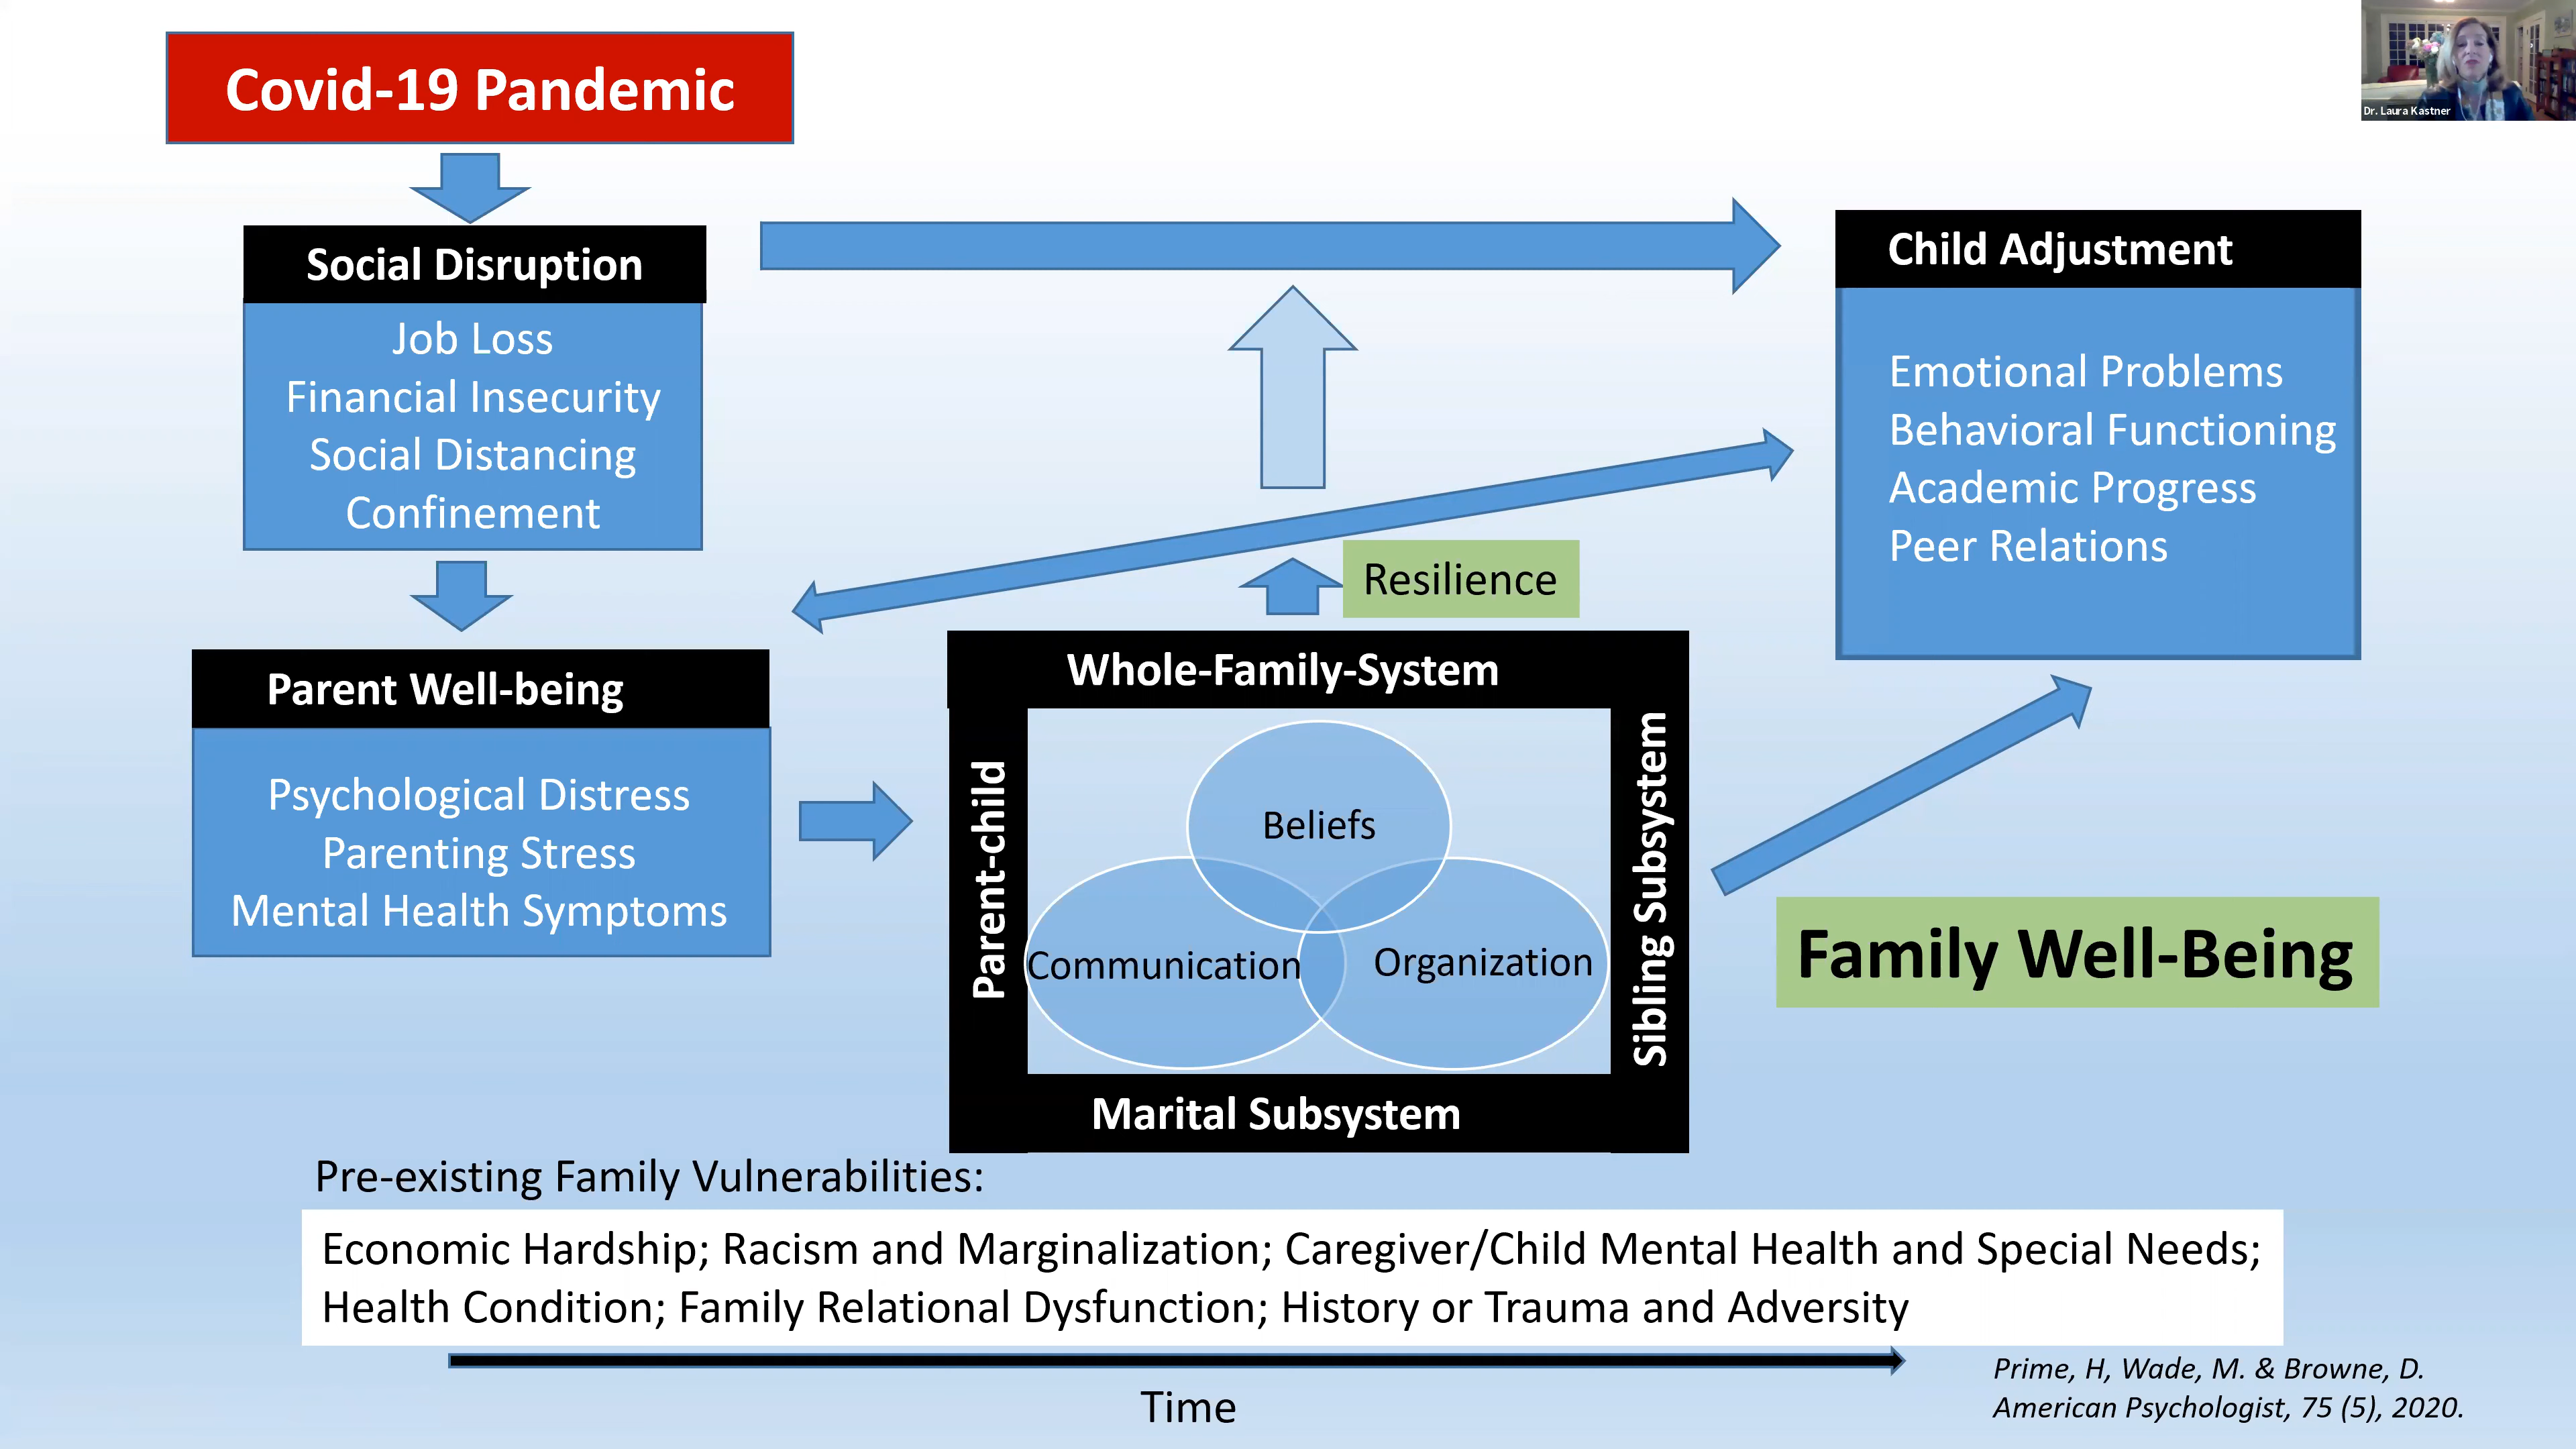 Covid-19 Pandemic
Dr. Laura Kastner
Social Disruption
Job Loss
Financial Insecurity
Social Distancing
Confinement
Child Adjustment
Emotional Problems
Behavioral Functioning
Academic Progress
Peer Relations
Resilience
Parent Well-being
Psychological Distress
Parenting Stress
Mental Health Symptoms
Whole-Family-System
Parent-child
Beliefs
Communication
Organization
Sibling Subsystem
Marital Subsystem
Family Well-Being
Pre-existing Family Vulnerabilities:
Economic Hardship; Racism and Marginalization; Caregiver/Child Mental Health and Special Needs;
Health Condition; Family Relational Dysfunction; History or Trauma and Adversity
Time
Prime, H, Wade, M. & Browne, D.
American Psychologist, 75 (5), 2020.